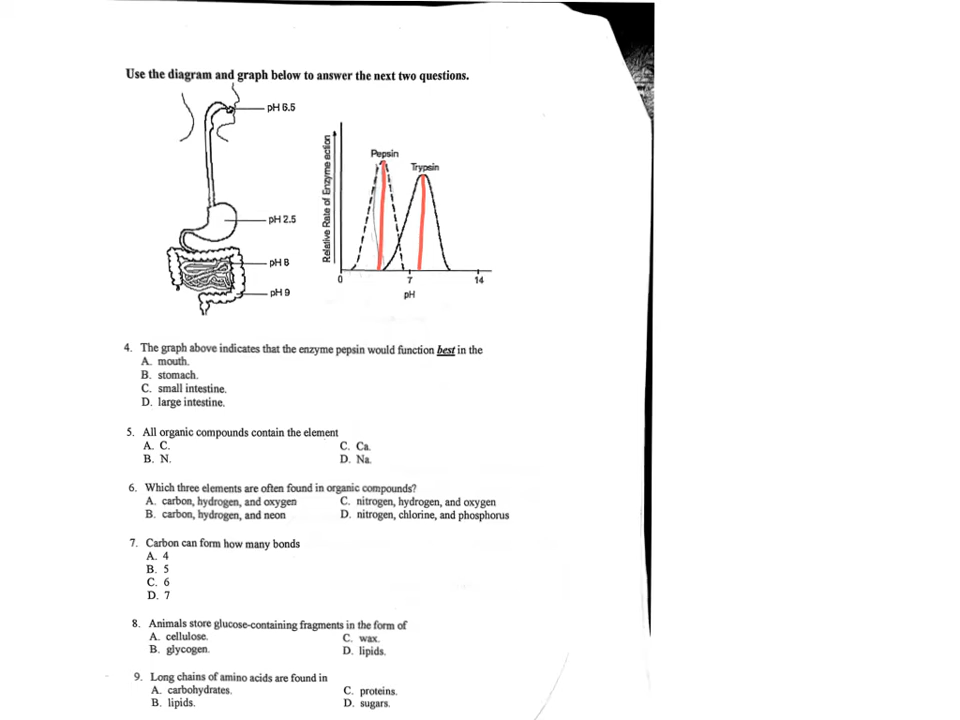 Use the diagram and graph below to answer the next two questions.
pH 6.5
pH 2.5
pH 8
pH 9
Relative Rate of Enzyme action
Pepsin
Trypsin
0 7 14
pH
4. The graph above indicates that the enzyme pepsin would function best in the
A. mouth.
B. stomach.
C. small intestine.
D. large intestine.
5. All organic compounds contain the element
A. C. C. Ca.
B. N. D. Na.
6. Which three elements are often found in organic compounds?
A. carbon, hydrogen, and oxygen C. nitrogen, hydrogen, and oxygen
B. carbon, hydrogen, and neon D. nitrogen, chlorine, and phosphorus
7. Carbon can form how many bonds
A. 4
B. 5
C. 6
D. 7
8. Animals store glucose-containing fragments in the form of
A. cellulose. C. wax.
B. glycogen. D. lipids.
9. Long chains of amino acids are found in
A. carbohydrates. C. proteins.
B. lipids. D. sugars.